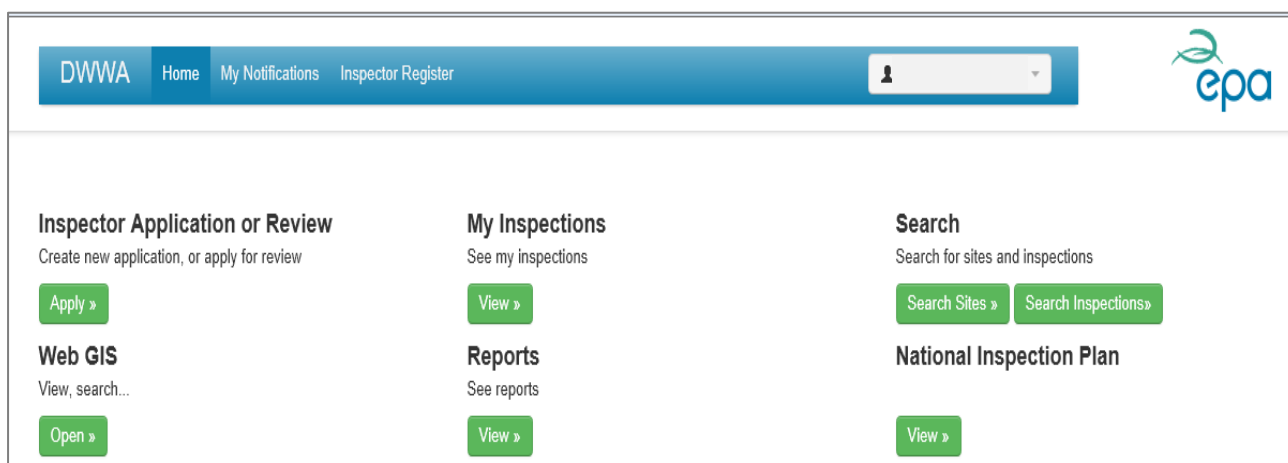 DWWA Home My Notifications Inspector Register
epa
Inspector Application or Review
Create new application, or apply for review
Apply »
My Inspections
See my inspections
View »
Search
Search for sites and inspections
Search Sites » Search Inspections»
Web GIS
View, search...
Open »
Reports
See reports
View »
National Inspection Plan
View »